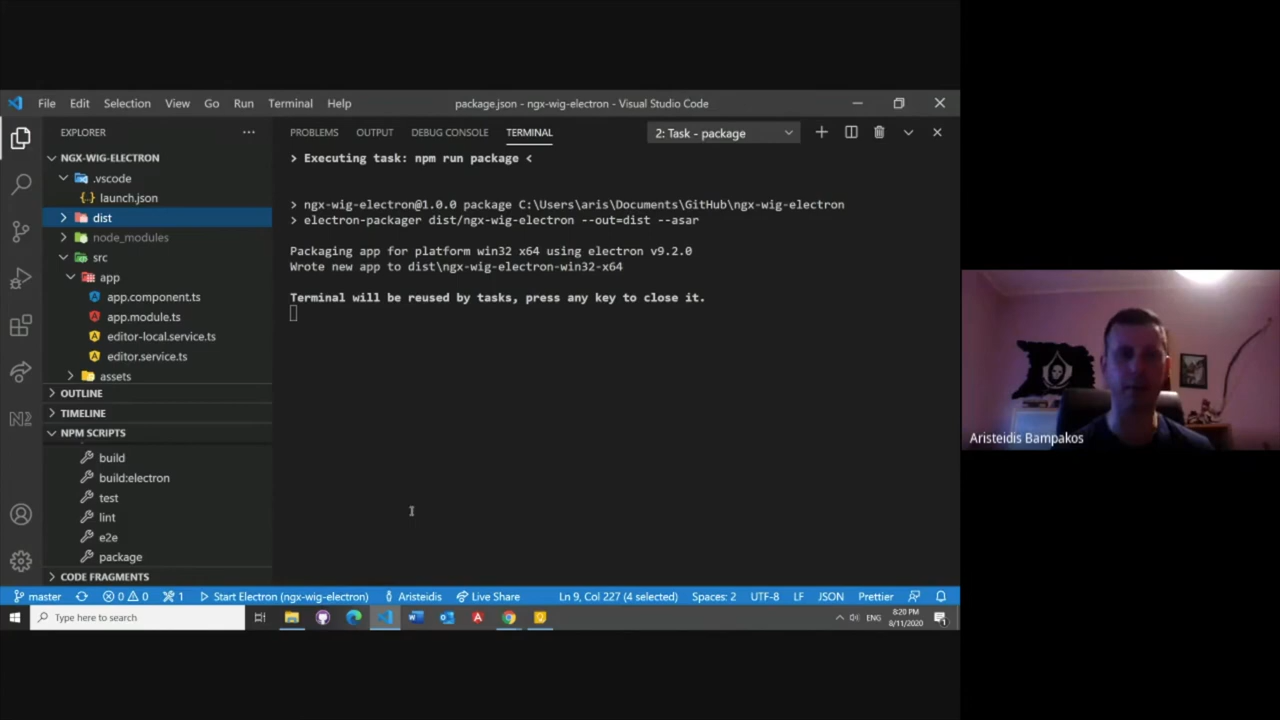 File Edit Selection View Go Run Terminal Help package.json - ngx-wig-electron - Visual Studio Code
EXPLORER
NGX-WIG-ELECTRON
.vscode
{..} launch.json
dist
node_modules
src
app
app.component.ts
app.module.ts
editor-local.service.ts
editor.service.ts
assets
OUTLINE
TIMELINE
NPM SCRIPTS
build
build:electron
test
lint
e2e
package
CODE FRAGMENTS
PROBLEMS OUTPUT DEBUG CONSOLE TERMINAL 2: Task - package
> Executing task: npm run package <
> ngx-wig-electron@1.0.0 package C:\Users\aris\Documents\GitHub\ngx-wig-electron
> electron-packager dist/ngx-wig-electron --out=dist --asar
Packaging app for platform win32 x64 using electron v9.2.0
Wrote new app to dist\ngx-wig-electron-win32-x64
Terminal will be reused by tasks, press any key to close it.
master 0 0 1 Start Electron (ngx-wig-electron) Aristeidis Live Share Ln 9, Col 227 (4 selected) Spaces: 2 UTF-8 LF JSON Prettier
Type here to search
ENG
8:20 PM
8/11/2020
Aristeidis Bampakos